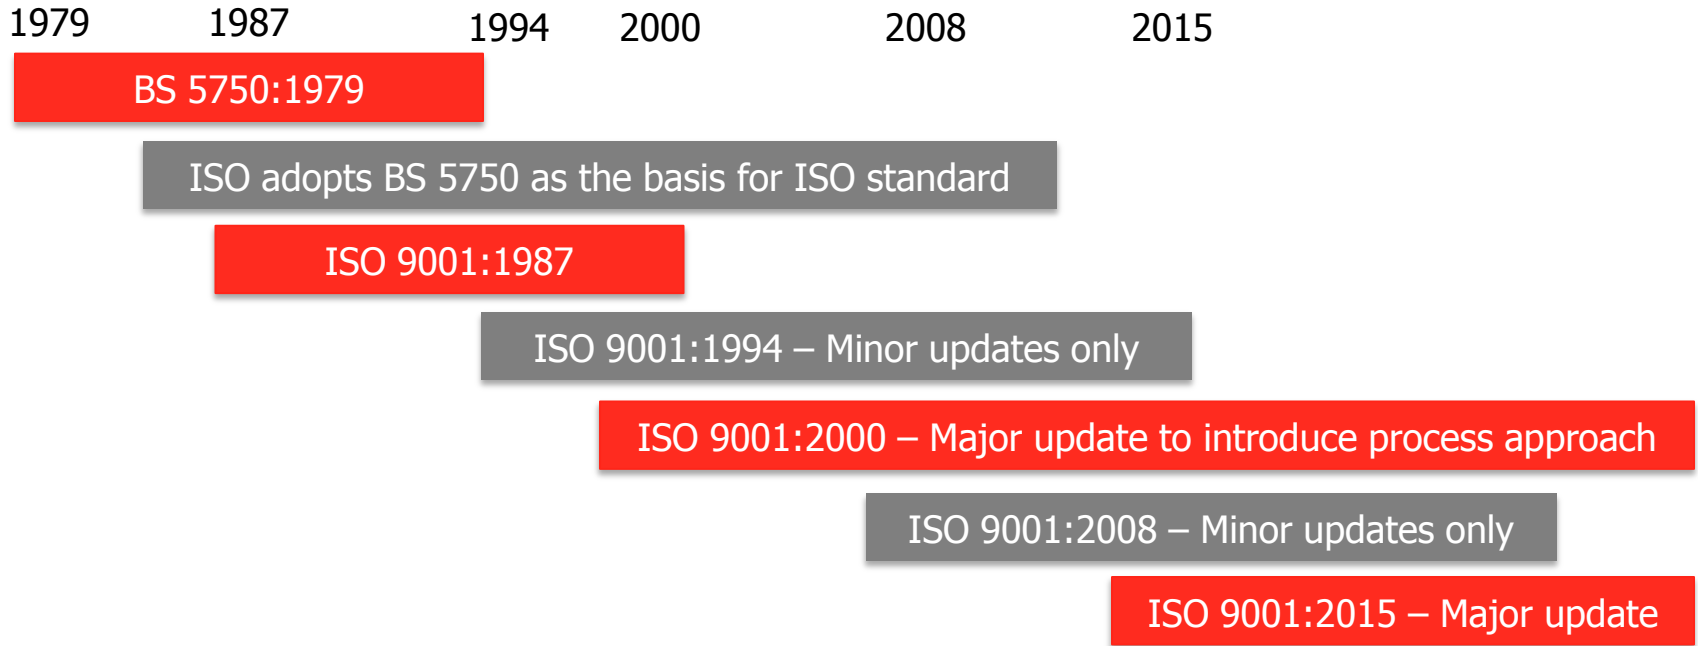 1979
1987
1994
2000
2008
2015
BS 5750:1979
ISO adopts BS 5750 as the basis for ISO standard
ISO 9001:1987
ISO 9001:1994 – Minor updates only
ISO 9001:2000 – Major update to introduce process approach
ISO 9001:2008 – Minor updates only
ISO 9001:2015 – Major update